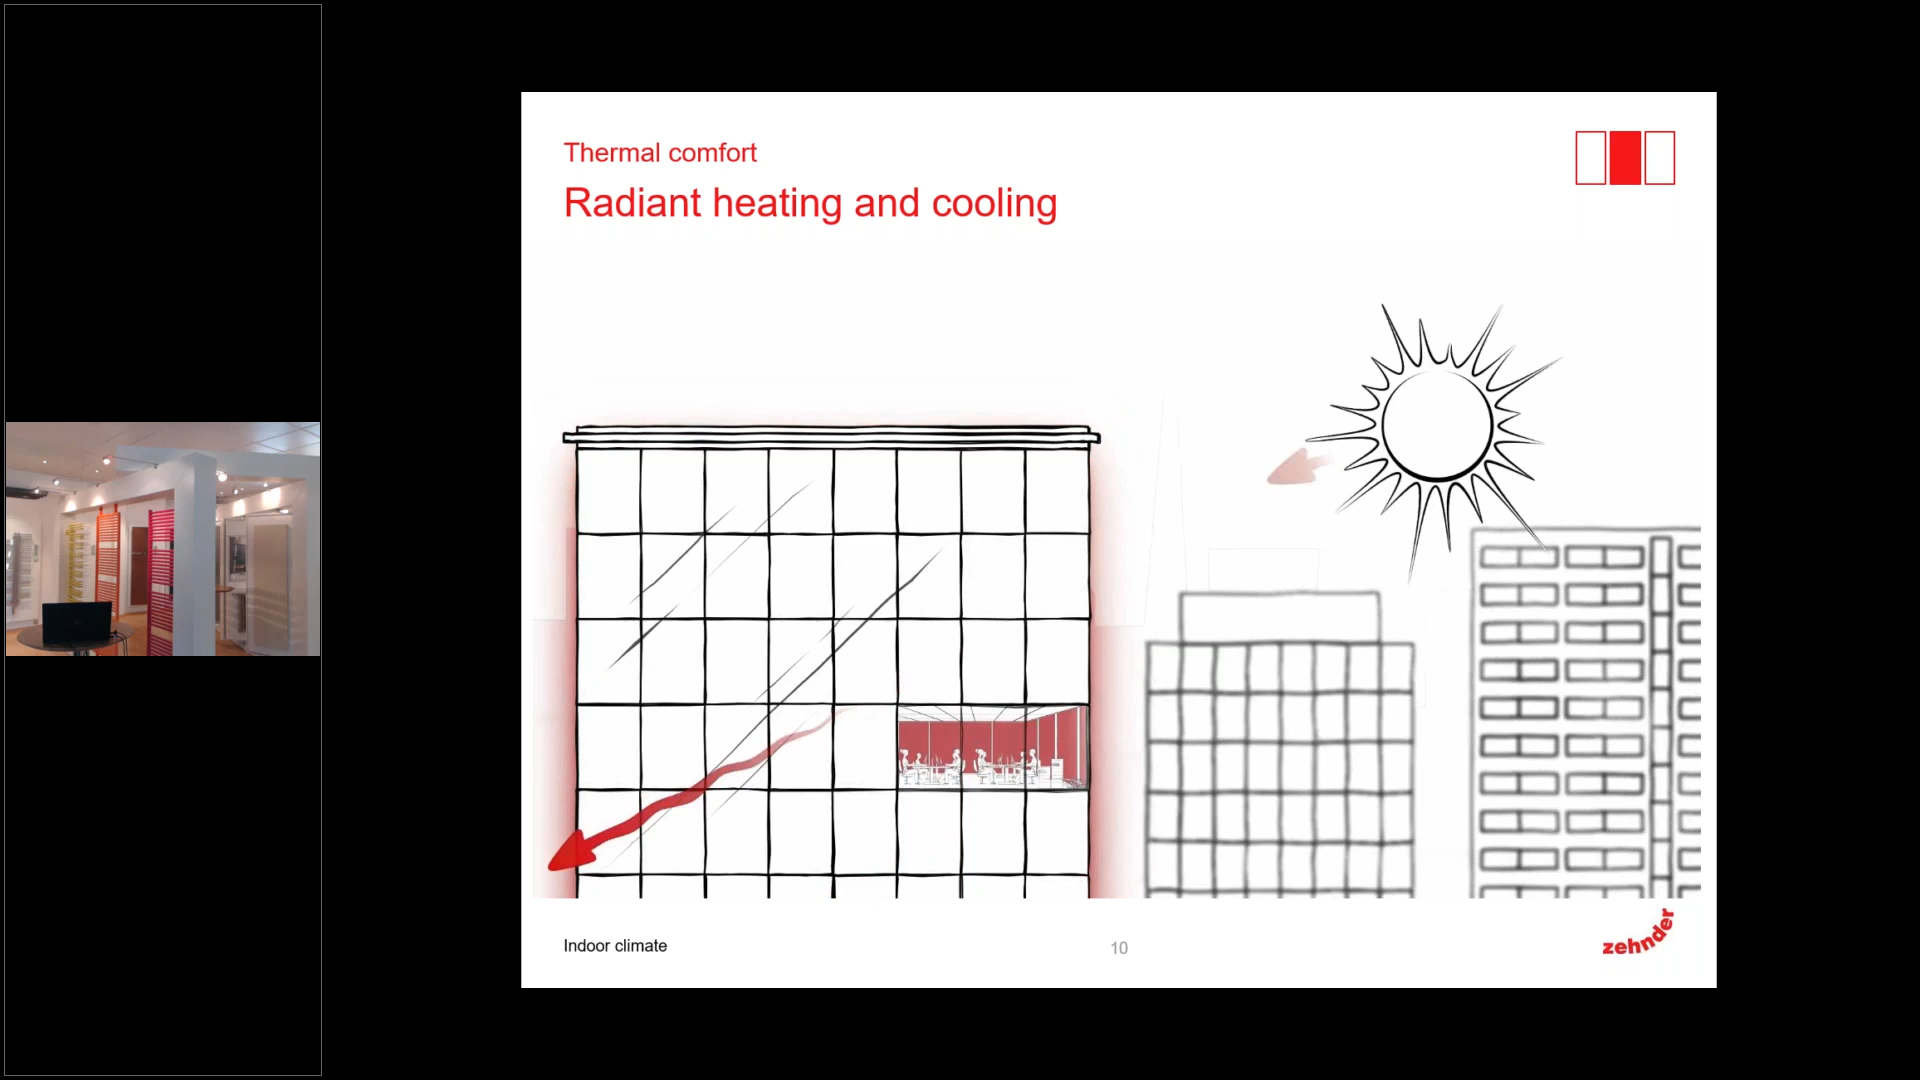 Thermal comfort
Radiant heating and cooling
Indoor climate
10
zehnder